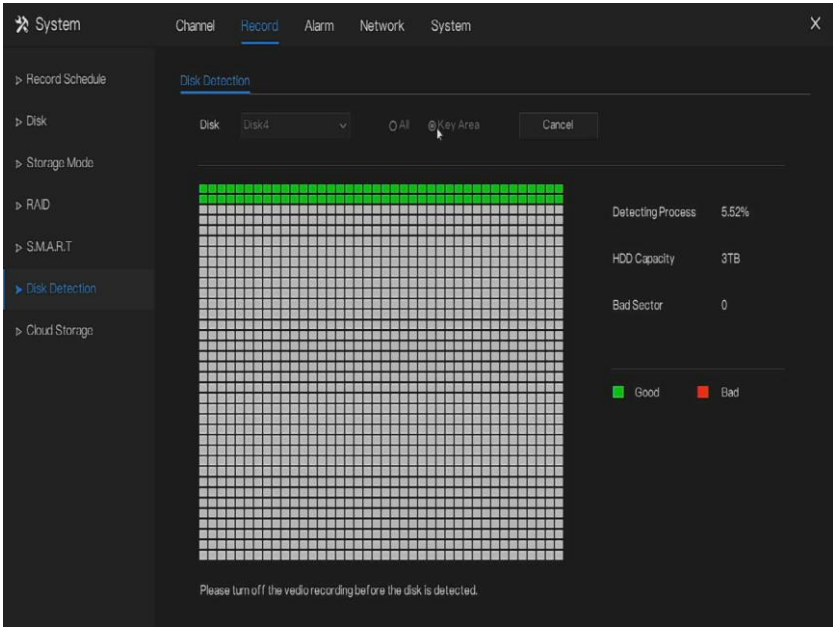 System Channel Record Alarm Network System X
Record Schedule
Disk
Storage Mode
RAID
S.M.A.R.T
Disk Detection
Cloud Storage
Disk Detection
Disk Disk4 All Key Area Cancel
Detecting Process 5.52%
HDD Capacity 3TB
Bad Sector 0
Good Bad
Please turn off the vedio recording before the disk is detected.